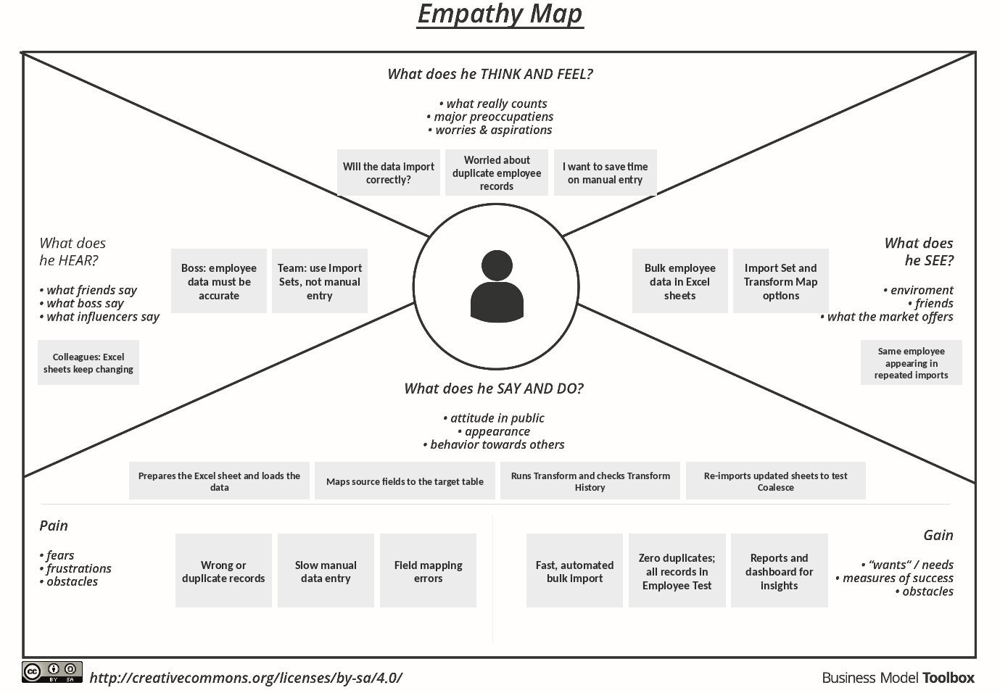 Empathy Map
What does he THINK AND FEEL?
• what really counts
• major preoccupatiens
• worries & aspirations
Will the data import
correctly?
Worried about
duplicate employee
records
I want to save time
on manual entry
What does
he HEAR?
• what friends say
• what boss say
• what influencers say
Boss: employee
data must be
accurate
Team: use Import
Sets, not manual
entry
Colleagues: Excel
sheets keep changing
Bulk employee
data in Excel
sheets
Import Set and
Transform Map
options
What does
he SEE?
• enviroment
• friends
• what the market offers
Same employee
appearing in
repeated imports
What does he SAY AND DO?
• attitude in public
• appearance
• behavior towards others
Prepares the Excel sheet and loads the
data
Maps source fields to the target table
Runs Transform and checks Transform
History
Re-imports updated sheets to test
Coalesce
Pain
• fears
• frustrations
• obstacles
Wrong or
duplicate records
Slow manual
data entry
Field mapping
errors
Fast, automated
bulk import
Zero duplicates;
all records in
Employee Test
Reports and
dashboard for
insights
Gain
• “wants“ / needs
• measures of success
• obstacles
cc BY SA
http://creativecommons.org/licenses/by-sa/4.0/
Business Model Toolbox